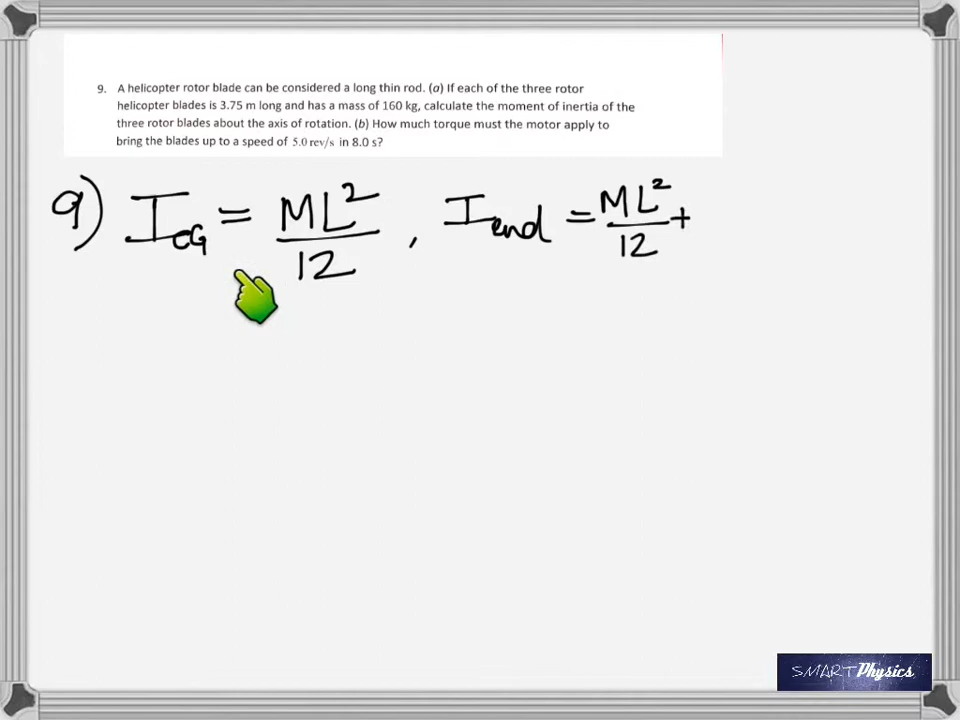 9. A helicopter rotor blade can be considered a long thin rod. (a) If each of the three rotor
helicopter blades is 3.75 m long and has a mass of 160 kg, calculate the moment of inertia of the
three rotor blades about the axis of rotation. (b) How much torque must the motor apply to
bring the blades up to a speed of 5.0 rev/s in 8.0 s?
9) I_CG = ML²/12 , I_end = ML²/12 +
SMART Physics